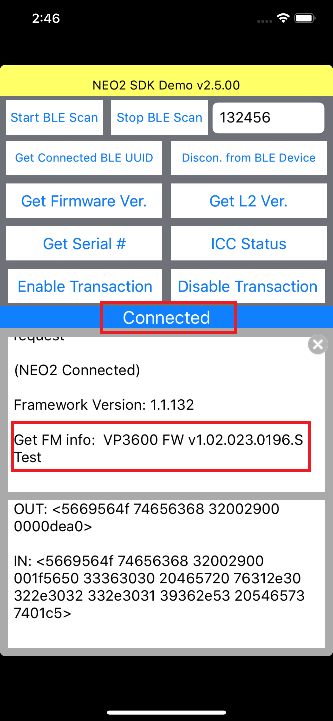 2:46
NEO2 SDK Demo v2.5.00
Start BLE Scan Stop BLE Scan 132456
Get Connected BLE UUID Discon. from BLE Device
Get Firmware Ver. Get L2 Ver.
Get Serial # ICC Status
Enable Transaction Disable Transaction
Connected
request
(NEO2 Connected)
Framework Version: 1.1.132
Get FM info: VP3600 FW v1.02.023.0196.S
Test
OUT: <5669564f 74656368 32002900
0000dea0>
IN: <5669564f 74656368 32002900
001f5650 33363030 20465720 76312e30
322e3032 332e3031 39362e53 20546573
7401c5>